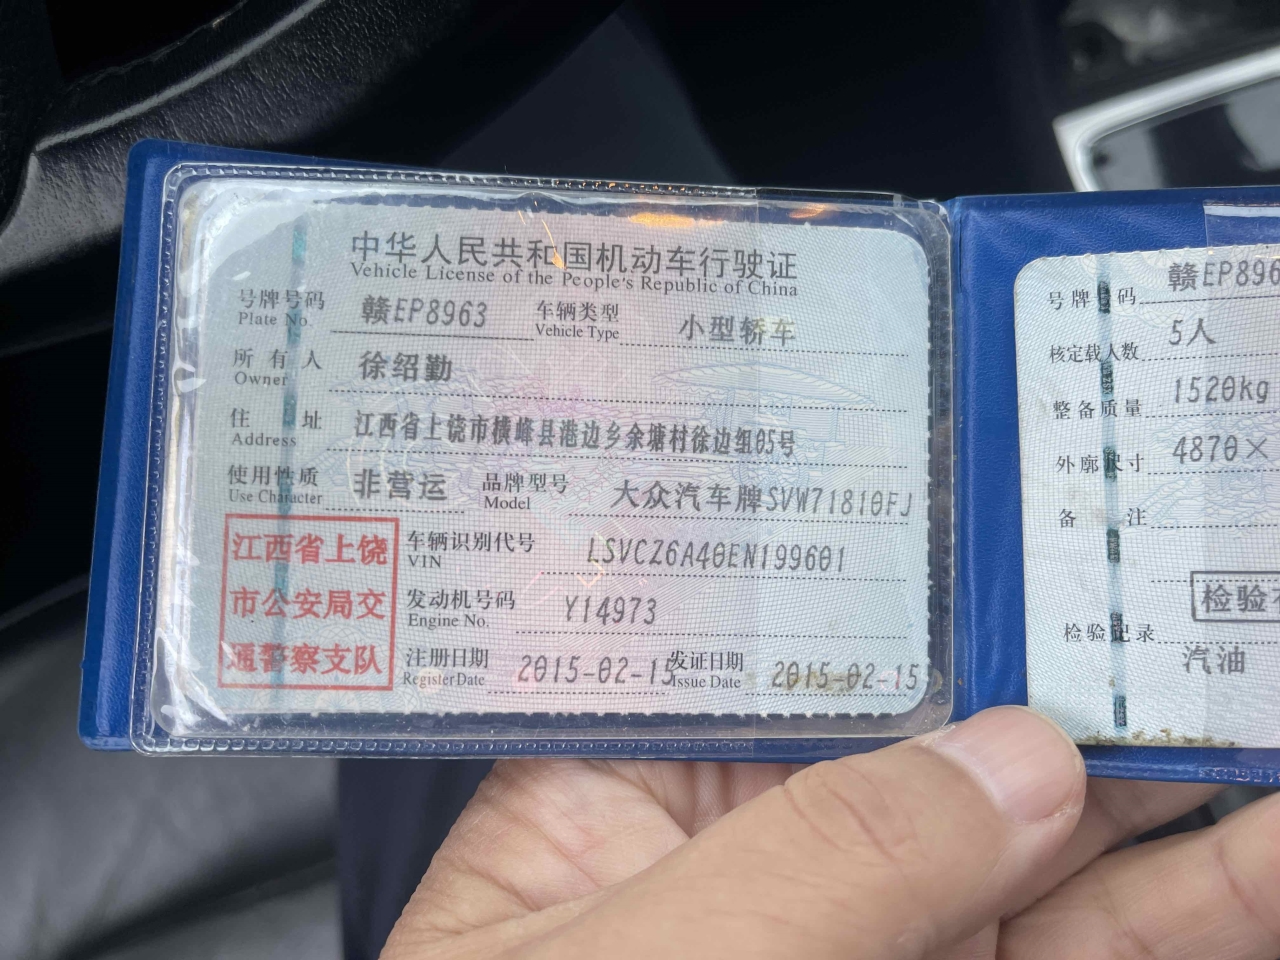 中华人民共和国机动车行驶证
Vehicle License of the People's Republic of China
号牌号码 赣EP8963 车辆类型 小型轿车
Plate No. Vehicle Type
所有人 徐绍勤
Owner
住址 江西省上饶市横峰县港边乡余塘村徐边组05号
Address
使用性质 非营运 品牌型号 大众汽车牌SVW71810FJ
Use Character Model
车辆识别代号 LSVCZ6A40EN199601
VIN
发动机号码 Y14973
Engine No.
注册日期 2015-02-15 发证日期 2015-02-15
Register Date Issue Date
江西省上饶
市公安局交
通警察支队
号牌号码 赣EP896
核定载人数 5人
整备质量 1520kg
外廓尺寸 4870×
备注
检验
检验记录
汽油